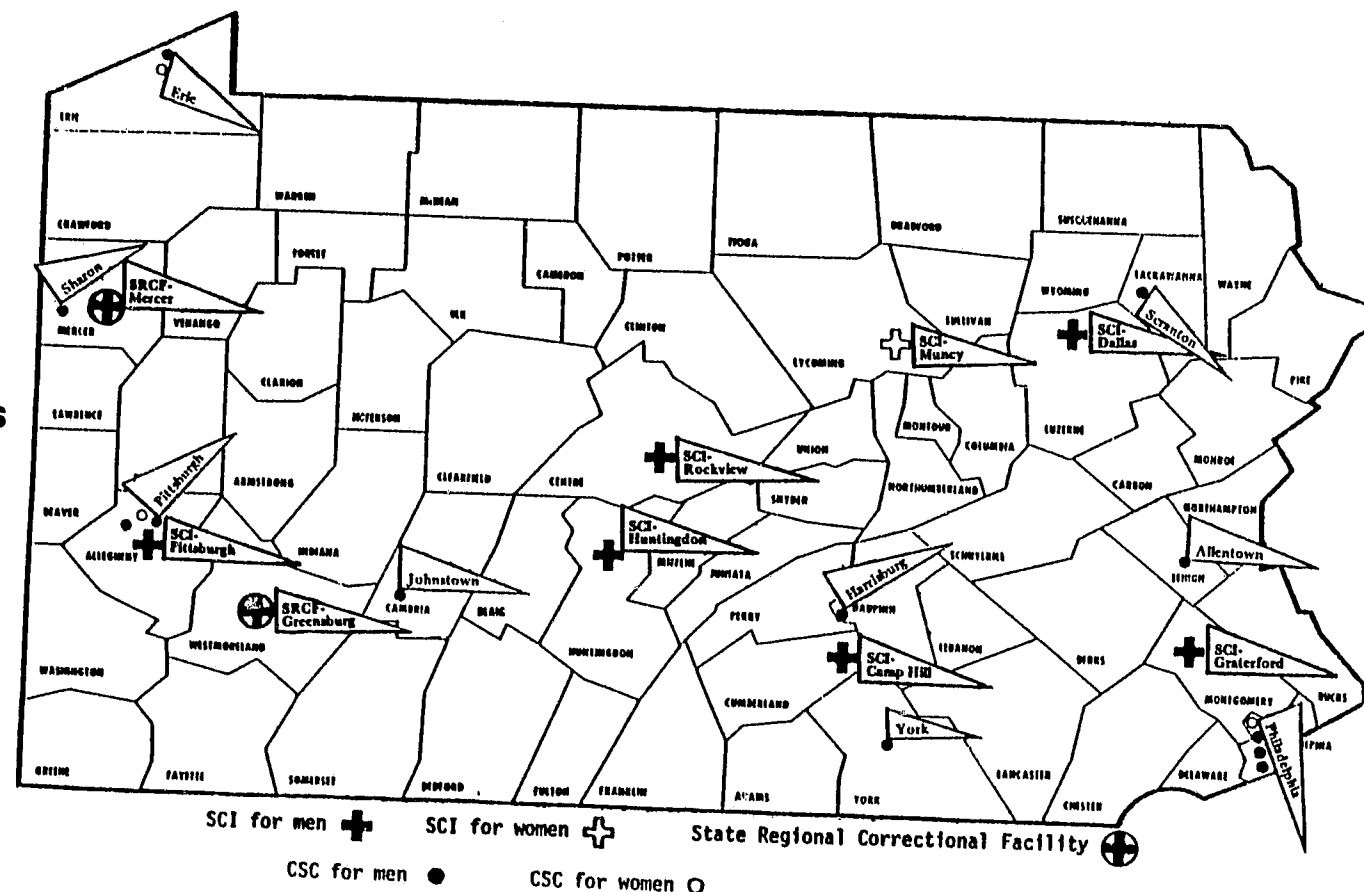 Erie
ERIE
WARREN
McKEAN
CRAWFORD
TIOGA
BRADFORD
SUSQUEHANNA
FOREST
CAMERON
POTTER
WYOMING
LACKAWANNA
WAYNE
Sharon
SRCF-
Mercer
MERCER
VENANGO
ELK
CLINTON
LYCOMING
SULLIVAN
SCI-
Muncy
SCI-
Dallas
Scranton
PIKE
CLARION
LAWRENCE
JEFFERSON
MONTOUR
COLUMBIA
LUZERNE
MONROE
UNION
SCI-
Rockview
CLEARFIELD
CENTRE
SNYDER
NORTHUMBERLAND
CARBON
ARMSTRONG
Pittsburgh
BEAVER
NORTHAMPTON
SCI-
Pittsburgh
ALLEGHENY
INDIANA
SCI-
Huntingdon
MIFFLIN
JUNIATA
SCHUYLKILL
Allentown
LEHIGH
Johnstown
CAMBRIA
BLAIR
Harrisburg
DAUPHIN
PERRY
SRCF-
Greensburg
WESTMORELAND
HUNTINGDON
LEBANON
BERKS
SCI-
Graterford
WASHINGTON
SCI-
Camp Hill
CUMBERLAND
MONTGOMERY
BUCKS
York
Philadelphia
GREENE
FAYETTE
SOMERSET
BEDFORD
FULTON
FRANKLIN
ADAMS
YORK
LANCASTER
CHESTER
DELAWARE
SCI for men
SCI for women
State Regional Correctional Facility
CSC for men
CSC for women